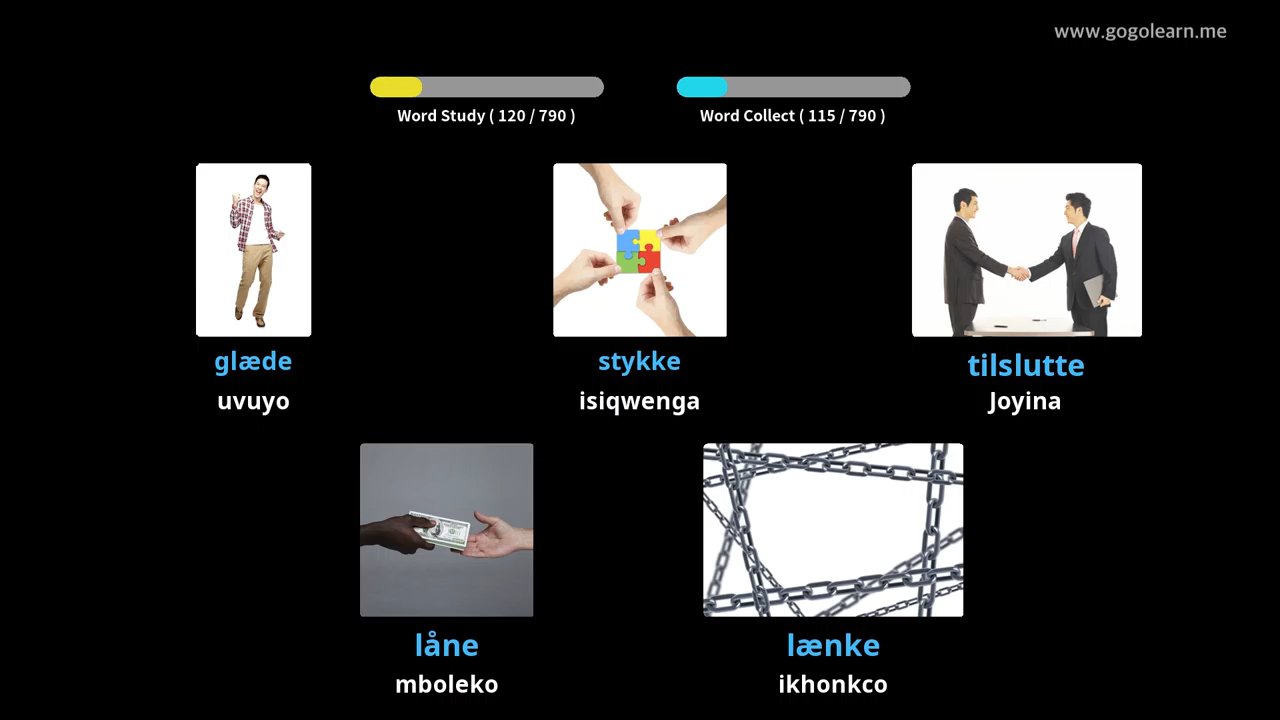 www.gogolearn.me
Word Study ( 120 / 790 )
Word Collect ( 115 / 790 )
glæde
uvuyo
stykke
isiqwenga
tilslutte
Joyina
låne
mboleko
lænke
ikhonkco